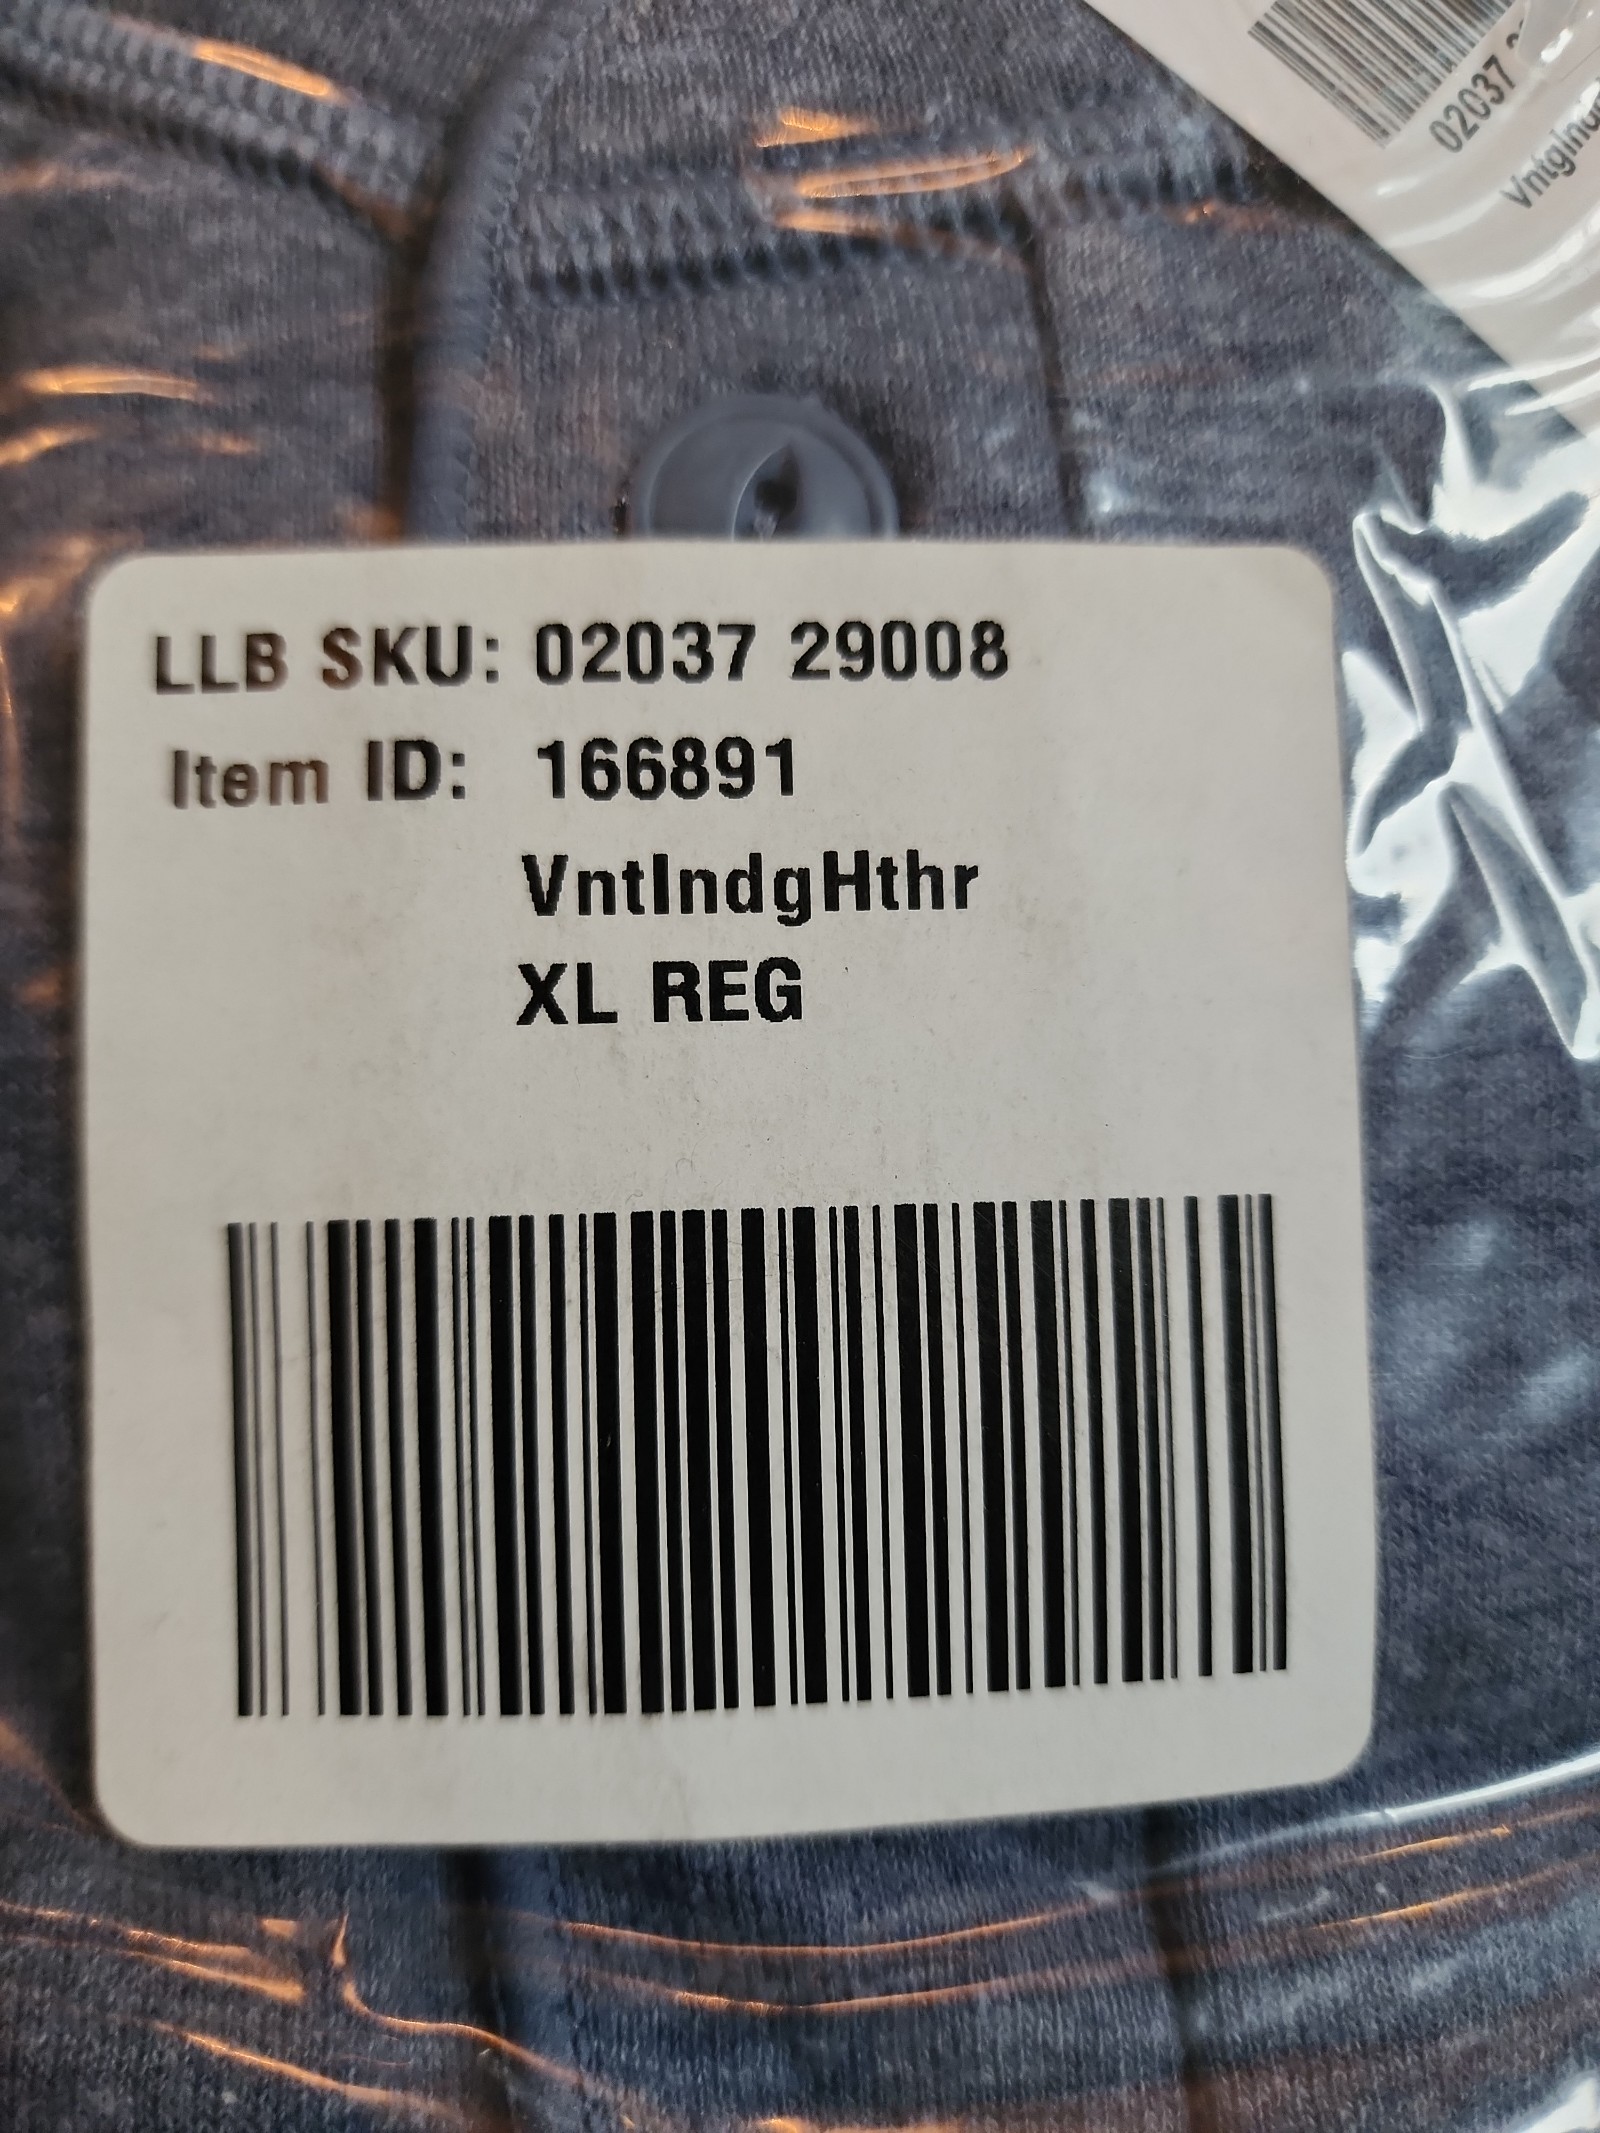 02037
LLB SKU: 02037 29008
Item ID: 166891
VntIndgHthr
XL REG